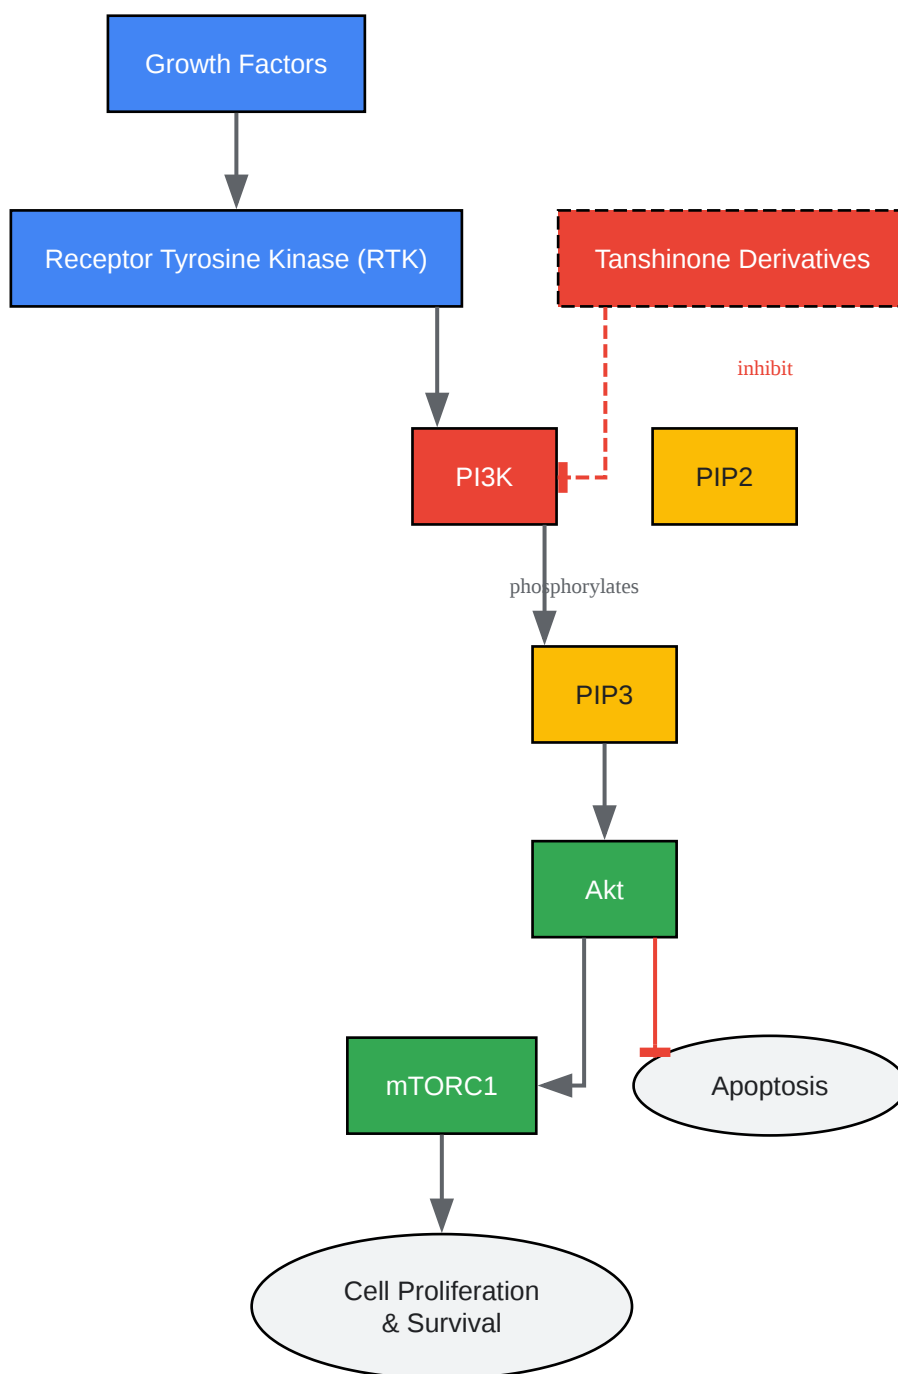 Growth Factors
Receptor Tyrosine Kinase (RTK)
Tanshinone Derivatives
inhibit
PI3K
PIP2
phosphorylates
PIP3
Akt
mTORC1
Apoptosis
Cell Proliferation
& Survival